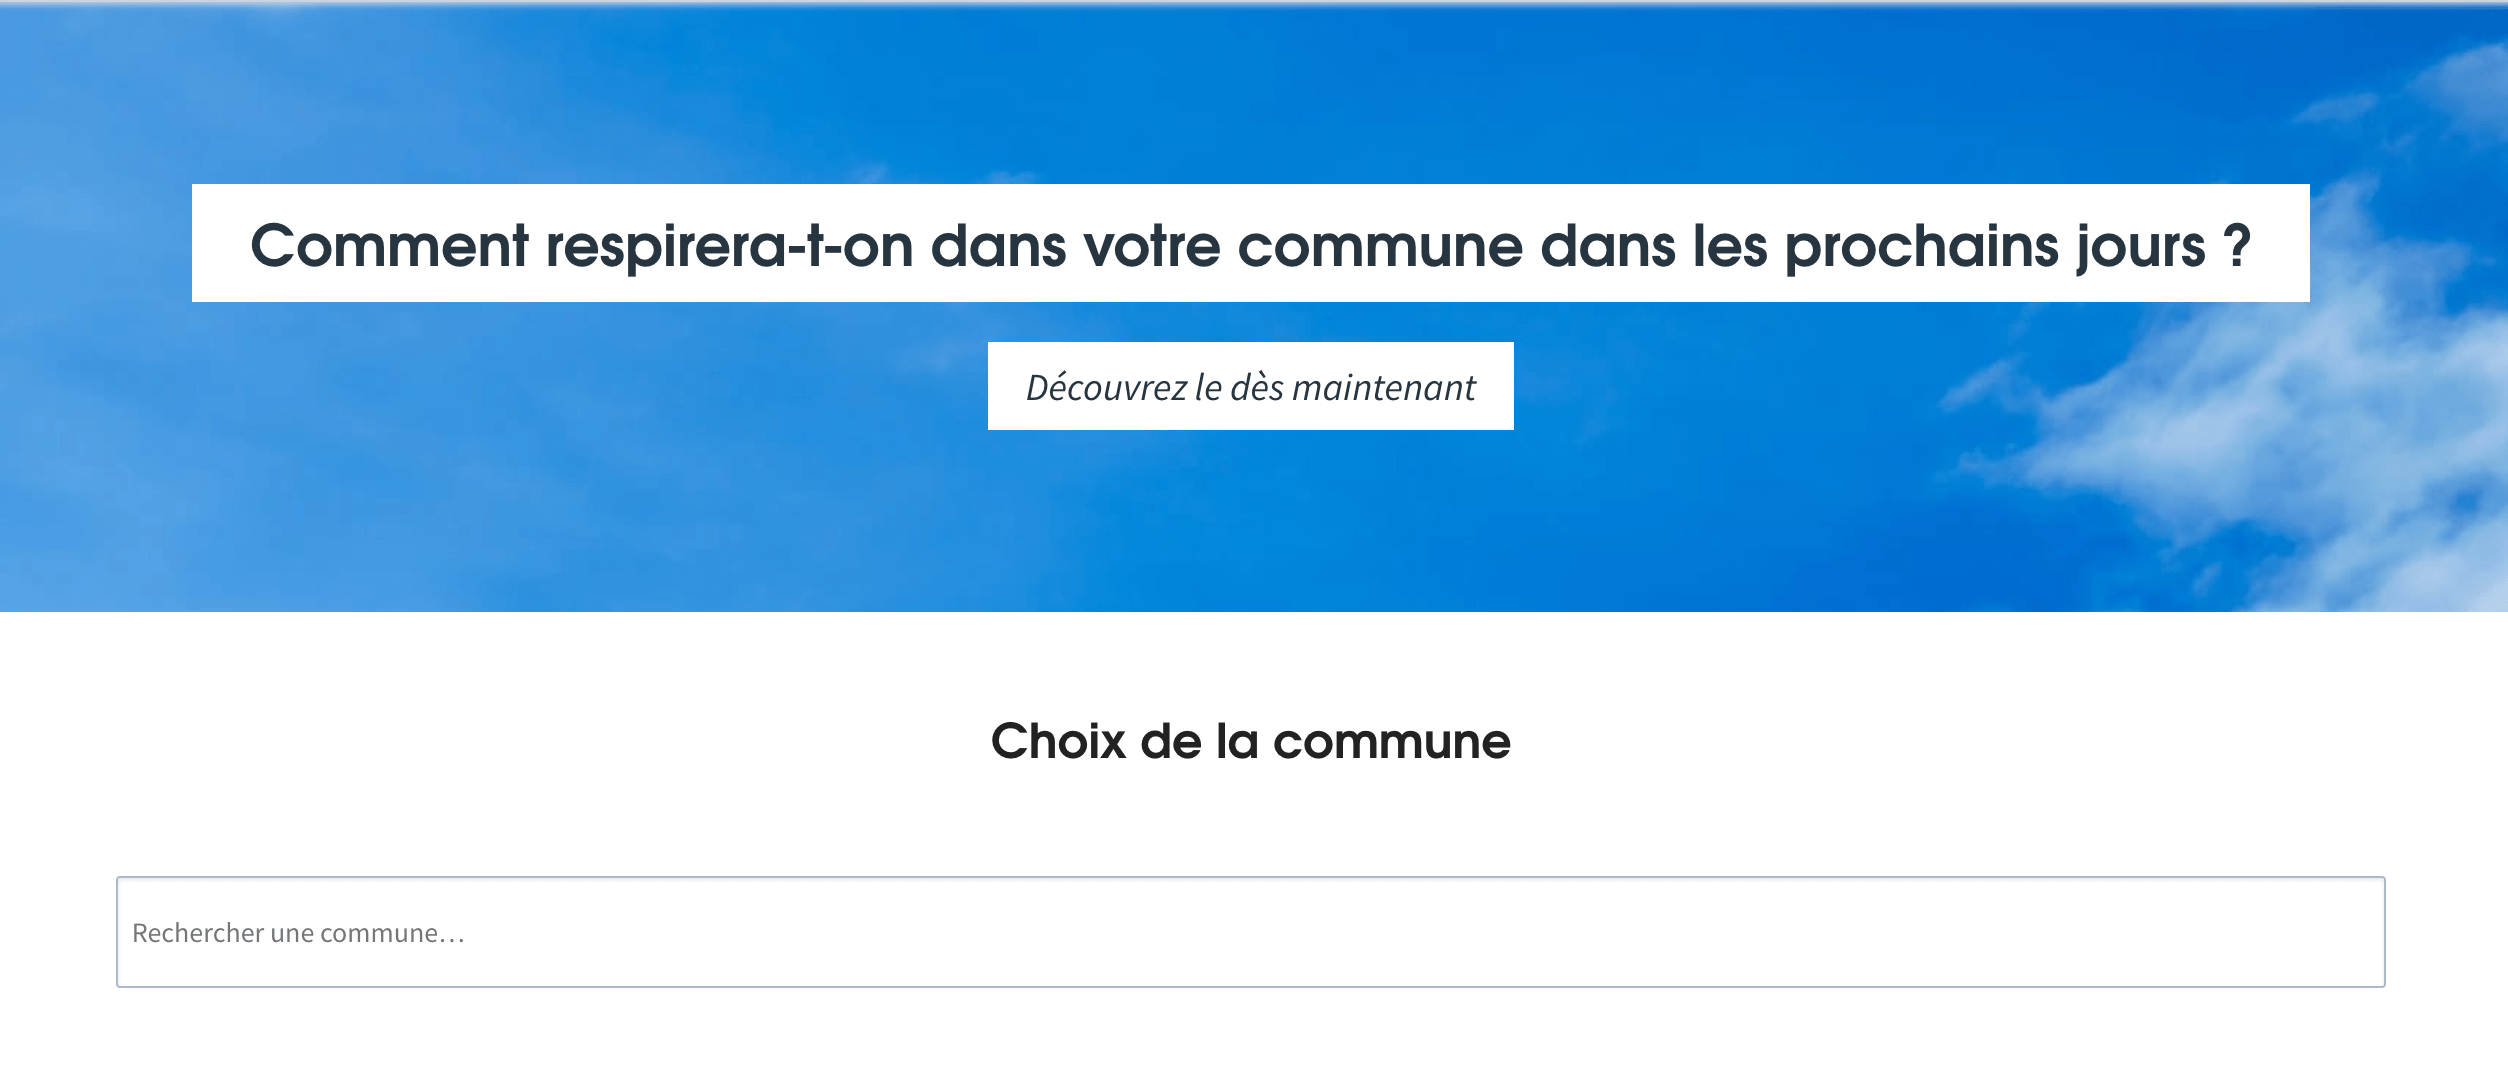 Comment respirera-t-on dans votre commune dans les prochains jours ?
Découvrez le dès maintenant
Choix de la commune
Rechercher une commune…